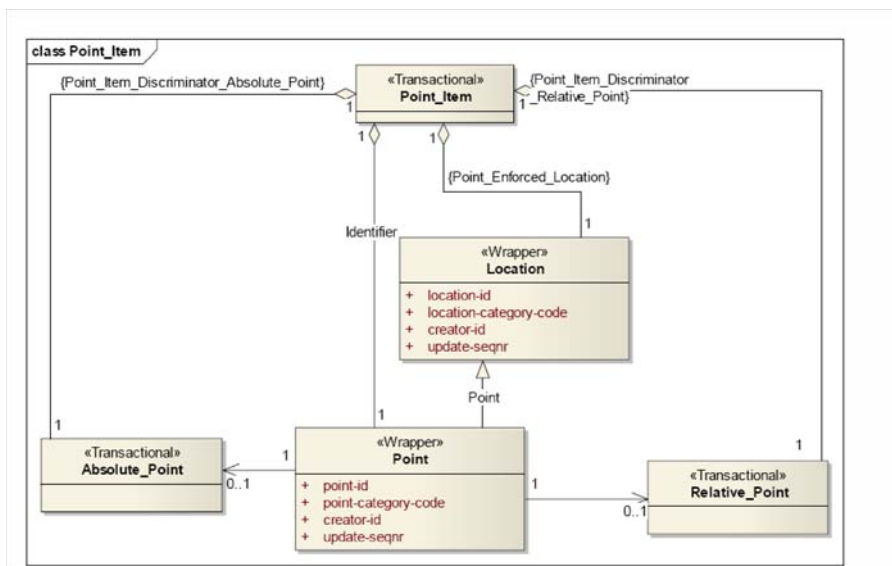 class Point_Item
{Point_Item_Discriminator_Absolute_Point}
«Transactional»
Point_Item
{Point_Item_Discriminator
_Relative_Point}
1
1
1
1
{Point_Enforced_Location}
Identifier
1
«Wrapper»
Location
+ location-id
+ location-category-code
+ creator-id
+ update-seqnr
Point
1
1
1
«Transactional»
Absolute_Point
1
0..1
«Wrapper»
Point
+ point-id
+ point-category-code
+ creator-id
+ update-seqnr
1
0..1
«Transactional»
Relative_Point